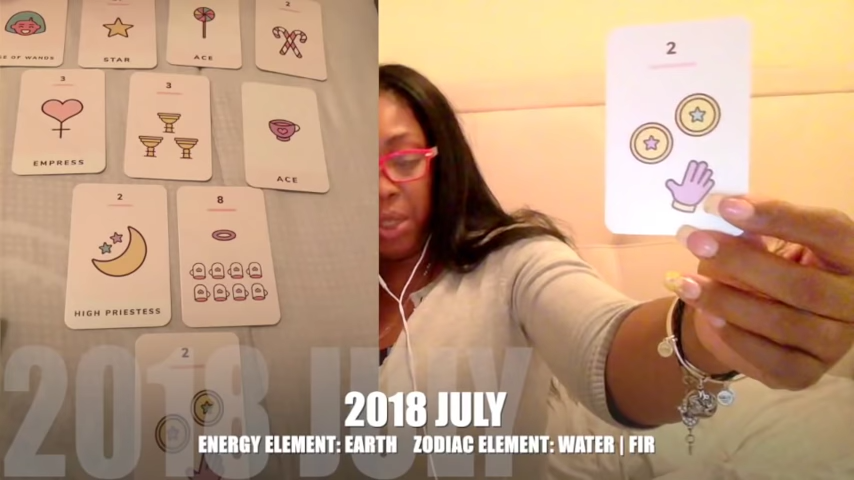 SE OF WANDS
STAR
ACE
2
3
EMPRESS
3
ACE
2
HIGH PRIESTESS
8
2
2
2018 JULY
2018 JULY
ENERGY ELEMENT: EARTH ZODIAC ELEMENT: WATER | FIR